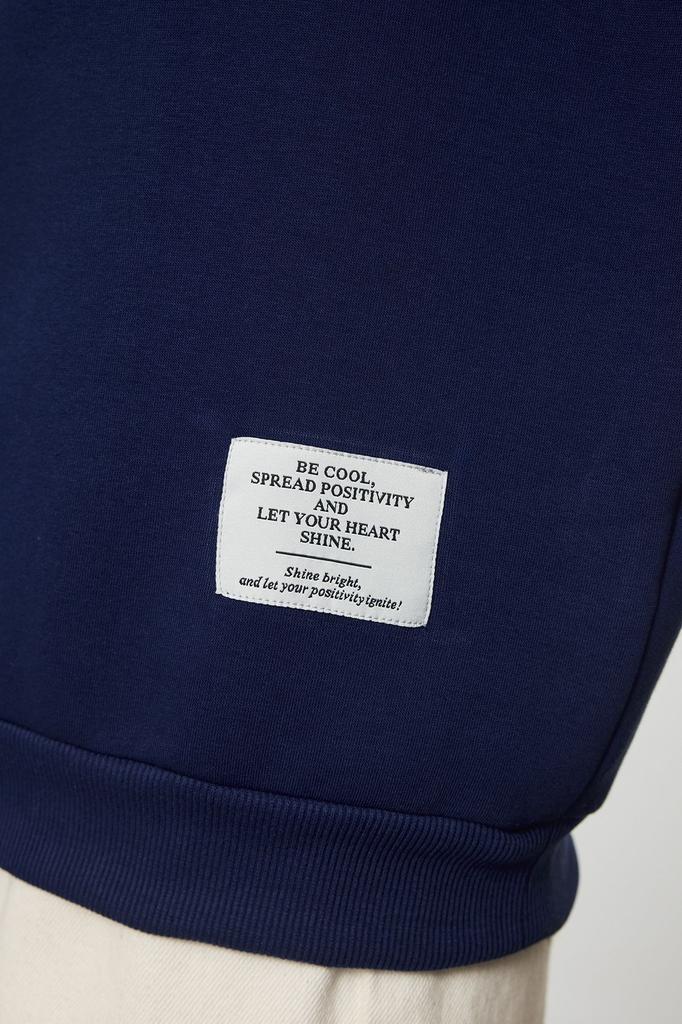 BE COOL,
SPREAD POSITIVITY
AND
LET YOUR HEART
SHINE.
Shine bright,
and let your positivity ignite!